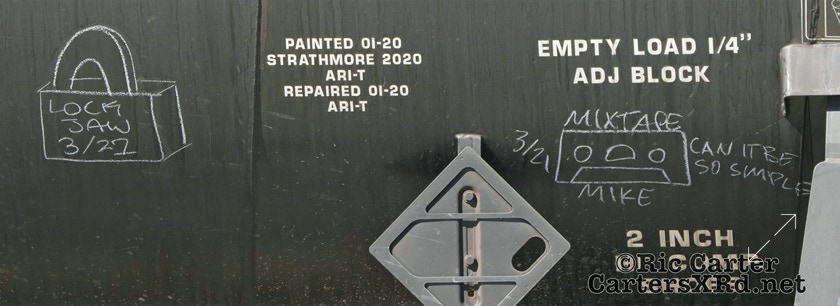 LOCK
JAW
3/21
PAINTED 01-20
STRATHMORE 2020
ARI-T
REPAIRED 01-20
ARI-T
EMPTY LOAD 1/4"
ADJ BLOCK
MIXTAPE
3/21
CAN IT BE
SO SIMPLE
MIKE
2 INCH
©Ric Carter
CartersXRd.net